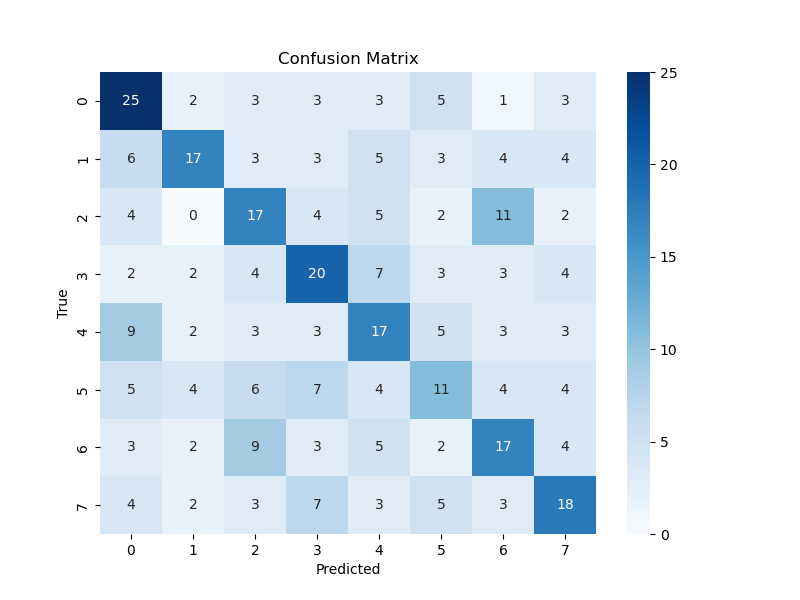 Confusion Matrix
True
0 25 2 3 3 3 5 1 3
1 6 17 3 3 5 3 4 4
2 4 0 17 4 5 2 11 2
3 2 2 4 20 7 3 3 4
4 9 2 3 3 17 5 3 3
5 5 4 6 7 4 11 4 4
6 3 2 9 3 5 2 17 4
7 4 2 3 7 3 5 3 18
0 1 2 3 4 5 6 7
Predicted
25
20
15
10
5
0